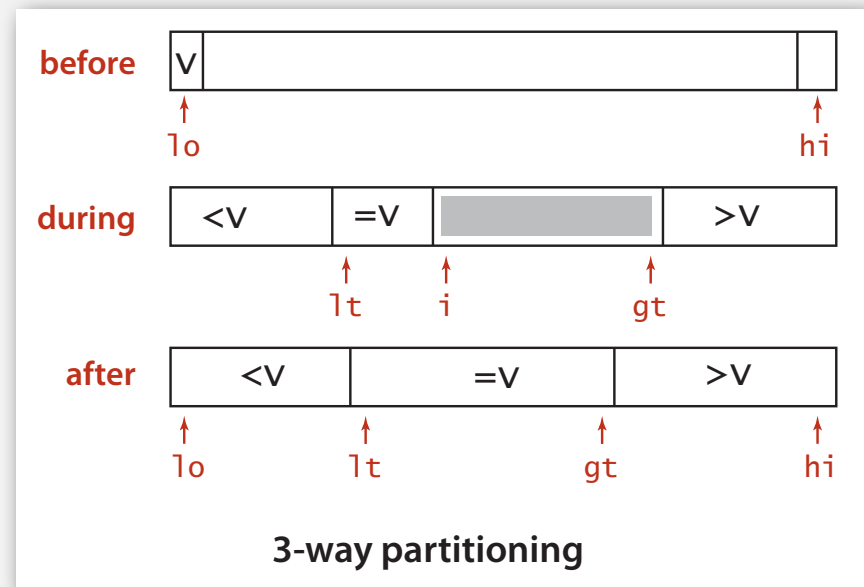 before V
lo hi
during <V =V >V
lt i gt
after <V =V >V
lo lt gt hi
3-way partitioning